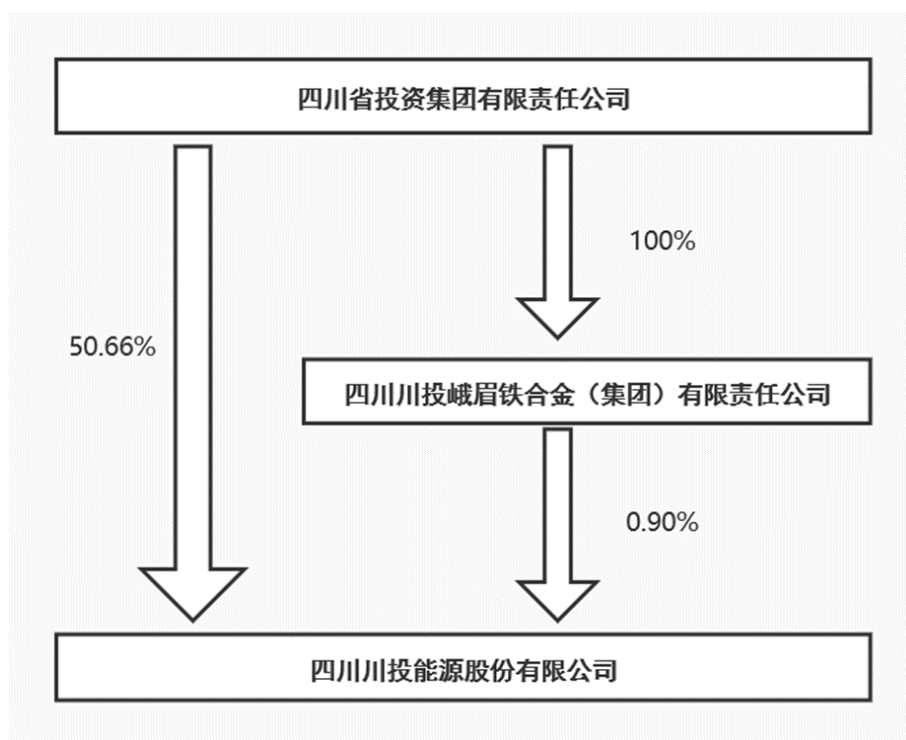 四川省投资集团有限责任公司
100%
50.66%
四川川投峨眉铁合金（集团）有限责任公司
0.90%
四川川投能源股份有限公司